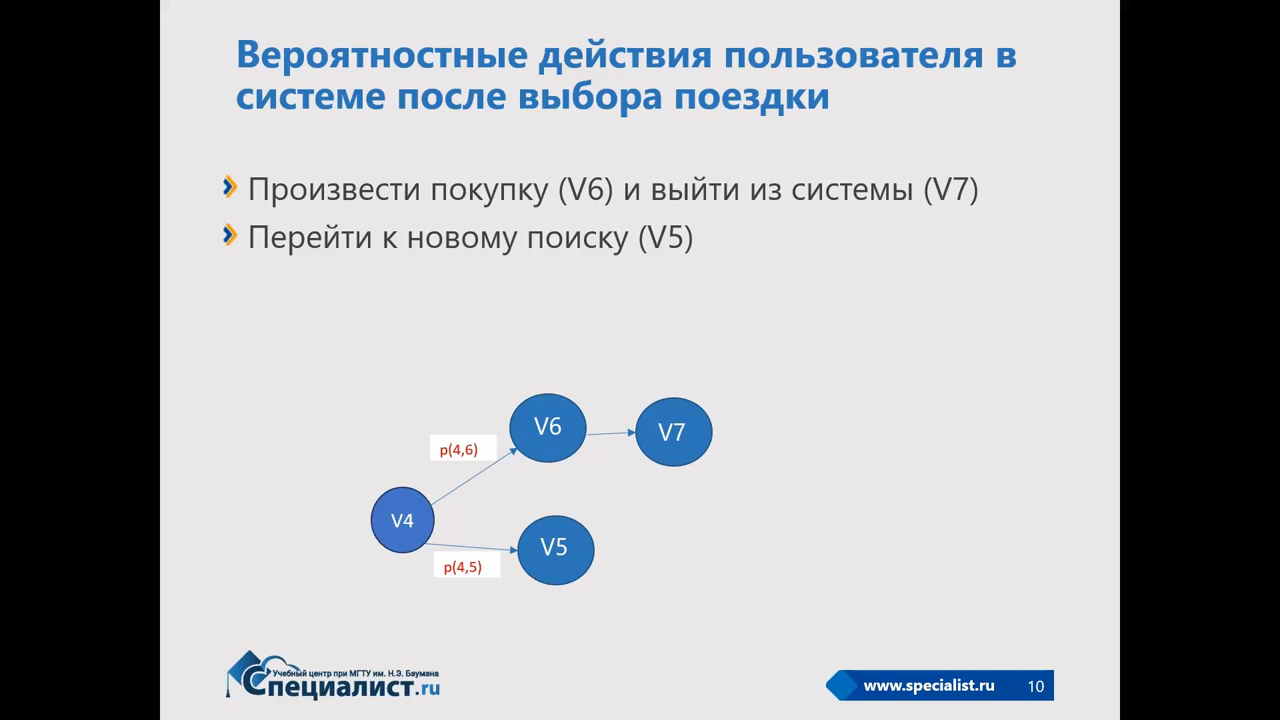 Вероятностные действия пользователя в
системе после выбора поездки
Произвести покупку (V6) и выйти из системы (V7)
Перейти к новому поиску (V5)
V6
V7
p(4,6)
V4
V5
p(4,5)
Учебный центр при МГТУ им. Н.Э. Баумана
Специалист.ru
www.specialist.ru
10